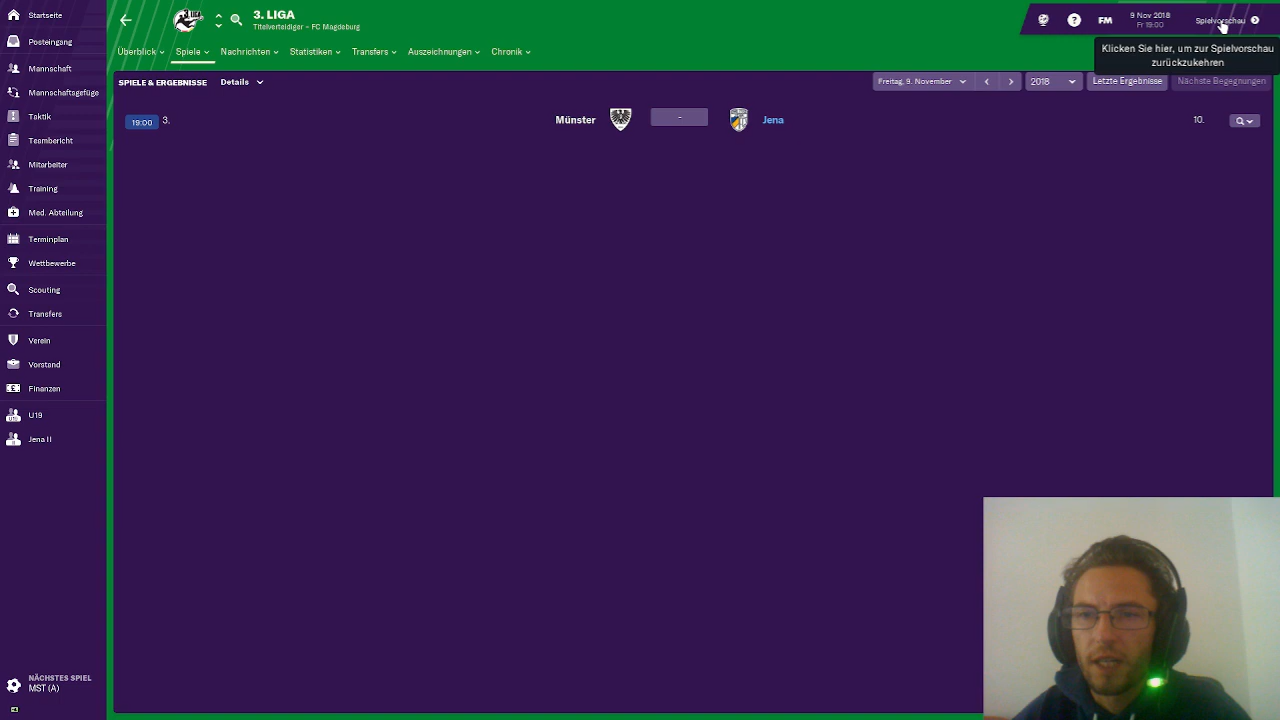 Startseite
Posteingang
Mannschaft
Mannschaftsgefüge
Taktik
Teambericht
Mitarbeiter
Training
Med. Abteilung
Terminplan
Wettbewerbe
Scouting
Transfers
Verein
Vorstand
Finanzen
U19
Jena II
NÄCHSTES SPIEL
MST (A)
3. LIGA
Titelverteidiger – FC Magdeburg
FM
9 Nov 2018
Fr 19:00
Spielvorschau
Klicken Sie hier, um zur Spielvorschau
zurückzukehren
Überblick Spiele Nachrichten Statistiken Transfers Auszeichnungen Chronik
SPIELE & ERGEBNISSE Details
Freitag, 9. November 2018 Letzte Ergebnisse Nächste Begegnungen
19:00 3. Münster - Jena 10.